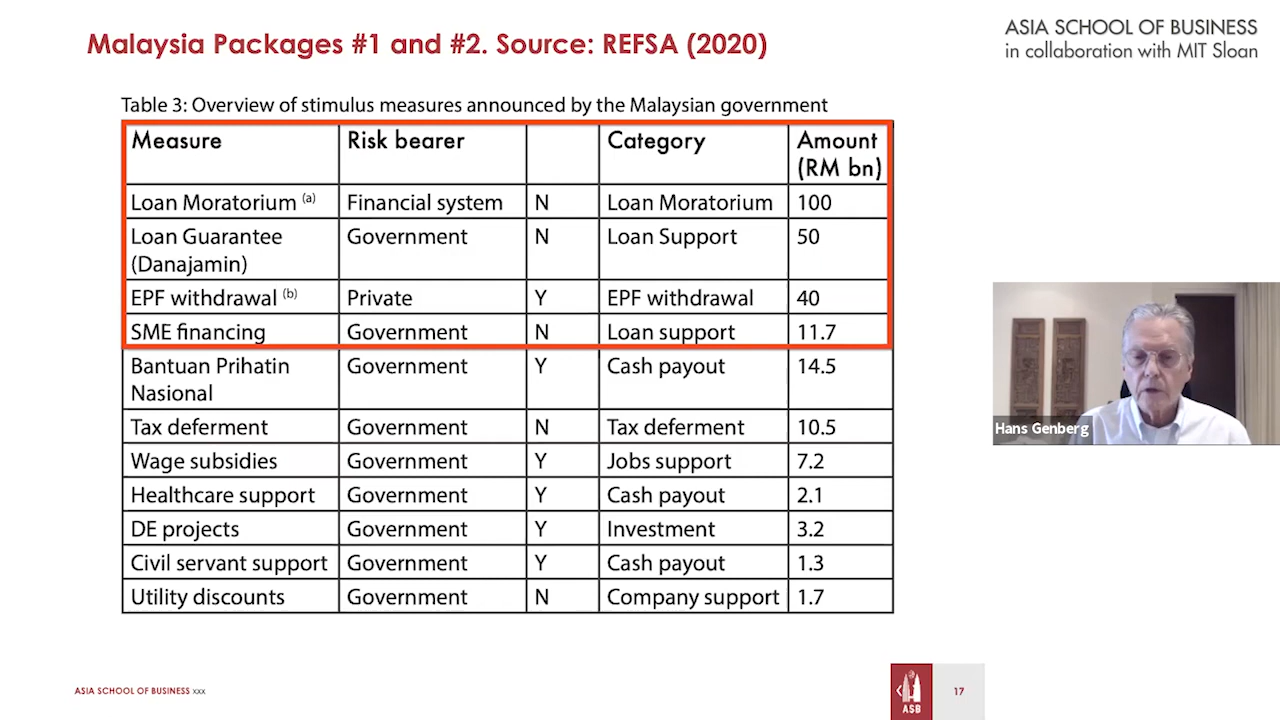 Malaysia Packages #1 and #2. Source: REFSA (2020)
ASIA SCHOOL OF BUSINESS
in collaboration with MIT Sloan
Table 3: Overview of stimulus measures announced by the Malaysian government
Measure Risk bearer Category Amount
(RM bn)
Loan Moratorium (a) Financial system N Loan Moratorium 100
Loan Guarantee Government N Loan Support 50
(Danajamin)
EPF withdrawal (b) Private Y EPF withdrawal 40
SME financing Government N Loan support 11.7
Bantuan Prihatin Government Y Cash payout 14.5
Nasional
Tax deferment Government N Tax deferment 10.5
Wage subsidies Government Y Jobs support 7.2
Healthcare support Government Y Cash payout 2.1
DE projects Government Y Investment 3.2
Civil servant support Government Y Cash payout 1.3
Utility discounts Government N Company support 1.7
Hans Genberg
ASIA SCHOOL OF BUSINESS xxx
ASB
17